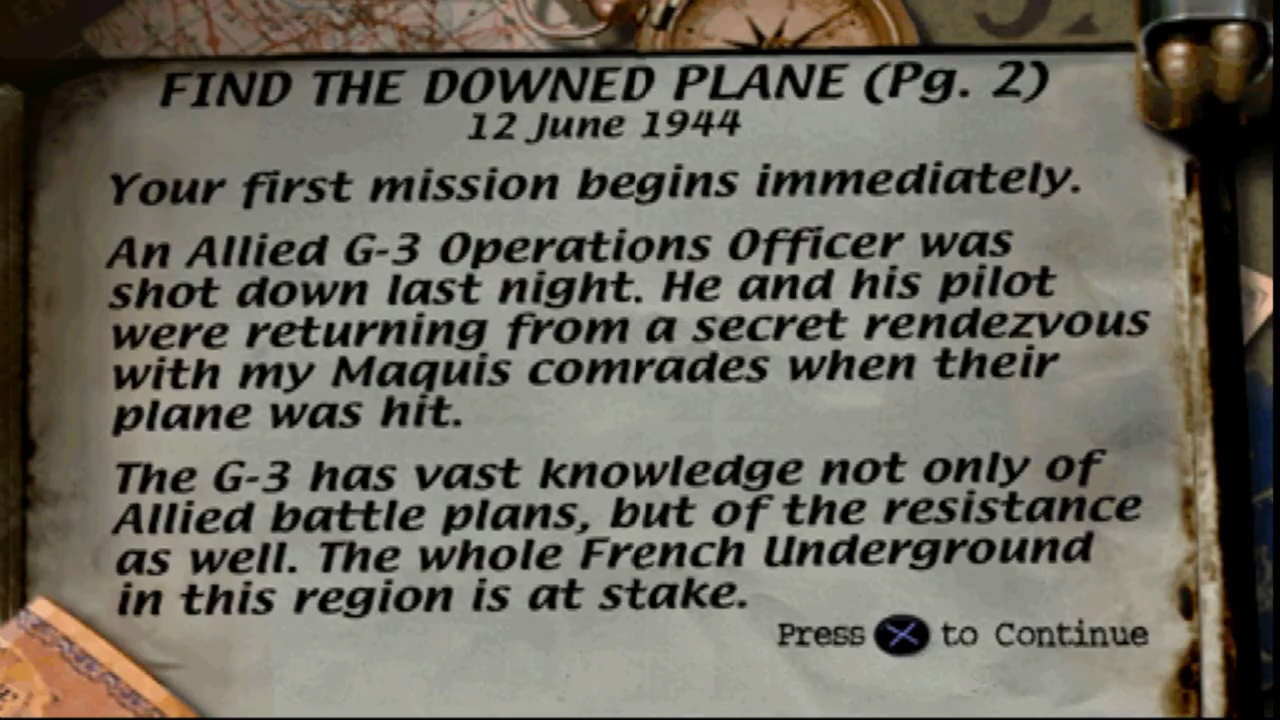 FIND THE DOWNED PLANE (Pg. 2)
12 June 1944
Your first mission begins immediately.
An Allied G-3 Operations Officer was
shot down last night. He and his pilot
were returning from a secret rendezvous
with my Maquis comrades when their
plane was hit.
The G-3 has vast knowledge not only of
Allied battle plans, but of the resistance
as well. The whole French Underground
in this region is at stake.
Press X to Continue